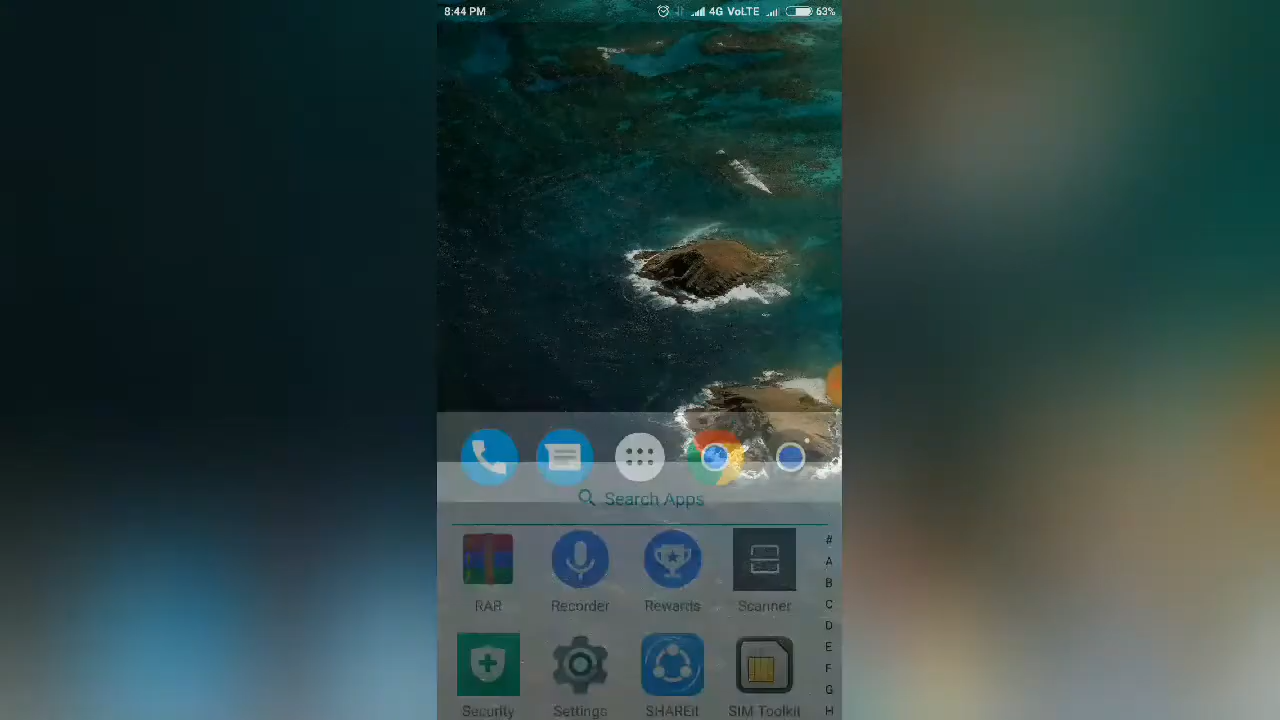 8:44 PM 4G VoLTE 63%
Search Apps
#
A
B
C
D
E
F
G
H
RAR Recorder Rewards Scanner
Security Settings SHAREit SIM Toolkit